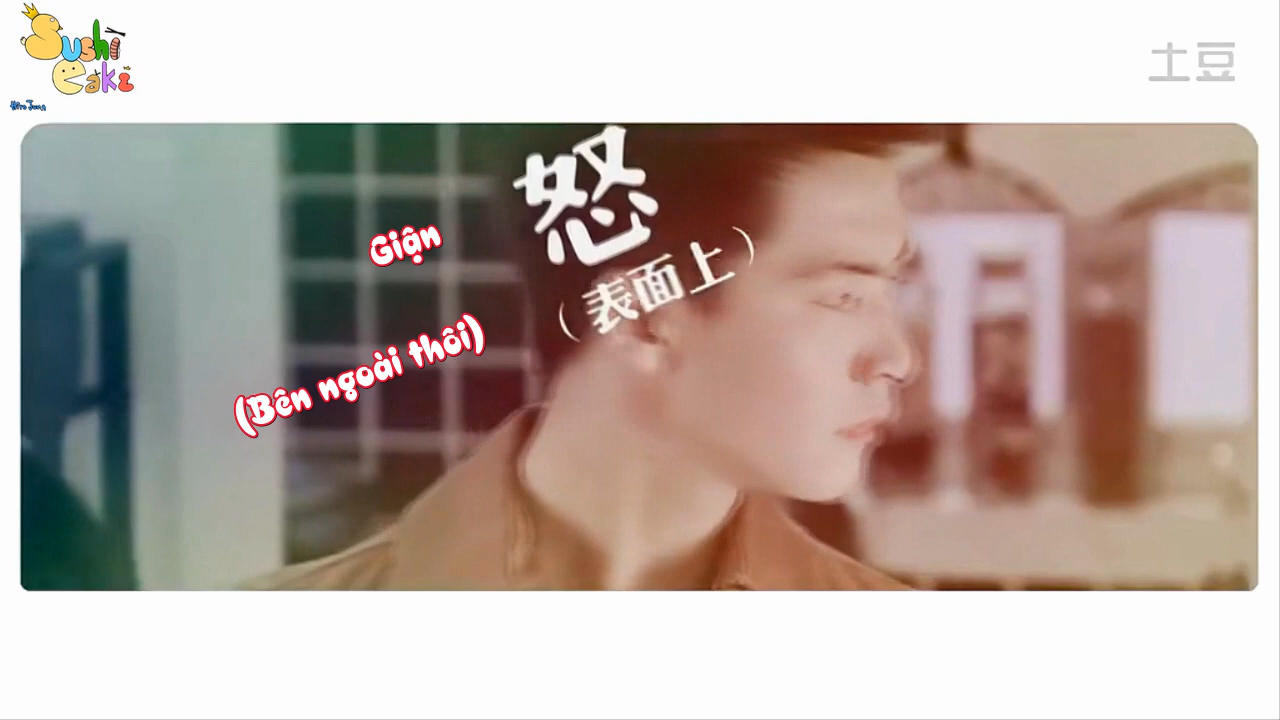 Sushi
Cake
土豆
怒
Giận
(表面上)
(Bên ngoài thôi)